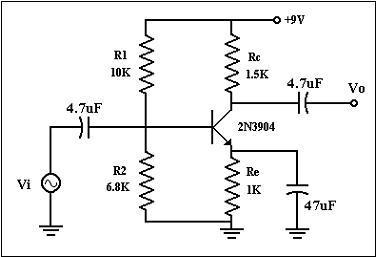 +9V
R1
10K
Rc
1.5K
4.7uF
Vo
4.7uF
2N3904
Vi
R2
6.8K
Re
1K
47uF